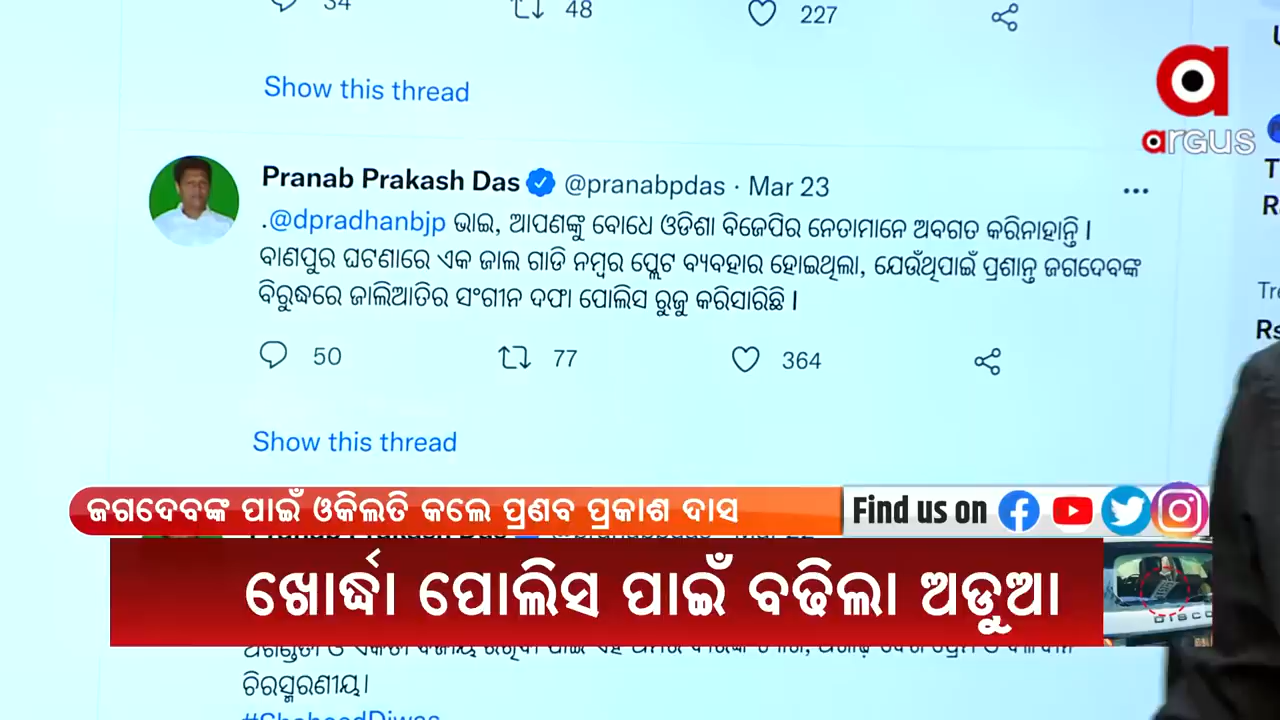 34 48 227
Show this thread
argus
Pranab Prakash Das @pranabpdas · Mar 23
.@dpradhanbjp ଭାଇ, ଆପଣଙ୍କୁ ବୋଧେ ଓଡିଶା ବିଜେପିର ନେତାମାନେ ଅବଗତ କରିନାହାନ୍ତି ।
ବାଣପୁର ଘଟଣାରେ ଏକ ଜାଲ ଗାଡି ନମ୍ବର ପ୍ଲେଟ ବ୍ୟବହାର ହୋଇଥିଲା, ଯେଉଁଥିପାଇଁ ପ୍ରଶାନ୍ତ ଜଗଦେବଙ୍କ
ବିରୁଦ୍ଧରେ ଜାଲିଆତିର ସଂଗୀନ ଦଫା ପୋଲିସ ରୁଜୁ କରିସାରିଛି ।
50 77 364
Show this thread
ଜଗଦେବଙ୍କ ପାଇଁ ଓକିଲତି କଲେ ପ୍ରଣବ ପ୍ରକାଶ ଦାସ
Find us on
ଖୋର୍ଦ୍ଧା ପୋଲିସ ପାଇଁ ବଢିଲା ଅଡୁଆ
ଚିରସ୍ମରଣୀୟ।